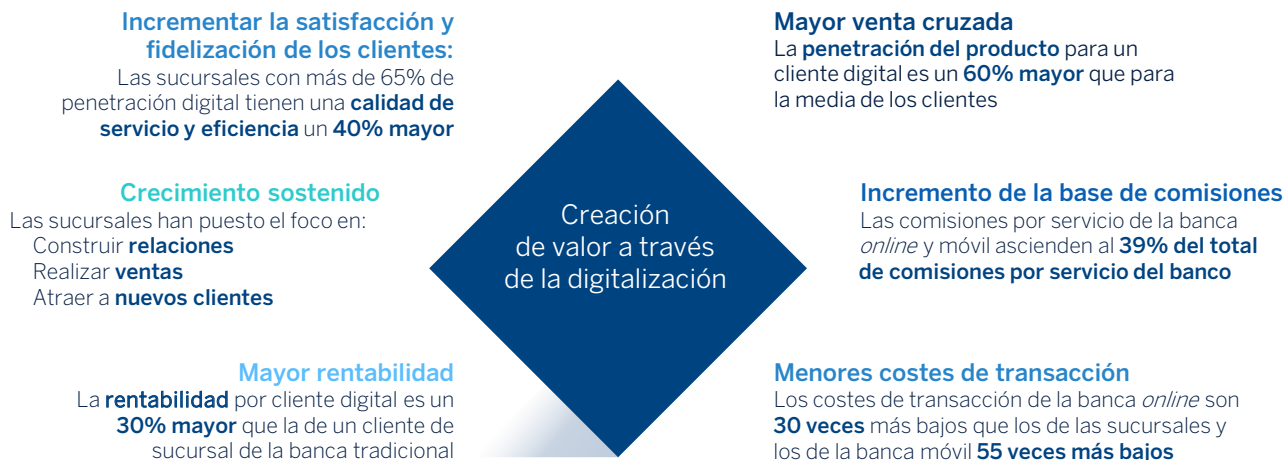 Incrementar la satisfacción y
fidelización de los clientes:
Las sucursales con más de 65% de
penetración digital tienen una calidad de
servicio y eficiencia un 40% mayor
Crecimiento sostenido
Las sucursales han puesto el foco en:
Construir relaciones
Realizar ventas
Atraer a nuevos clientes
Mayor rentabilidad
La rentabilidad por cliente digital es un
30% mayor que la de un cliente de
sucursal de la banca tradicional
Creación
de valor a través
de la digitalización
Mayor venta cruzada
La penetración del producto para un
cliente digital es un 60% mayor que para
la media de los clientes
Incremento de la base de comisiones
Las comisiones por servicio de la banca
online y móvil ascienden al 39% del total
de comisiones por servicio del banco
Menores costes de transacción
Los costes de transacción de la banca online son
30 veces más bajos que los de las sucursales y
los de la banca móvil 55 veces más bajos